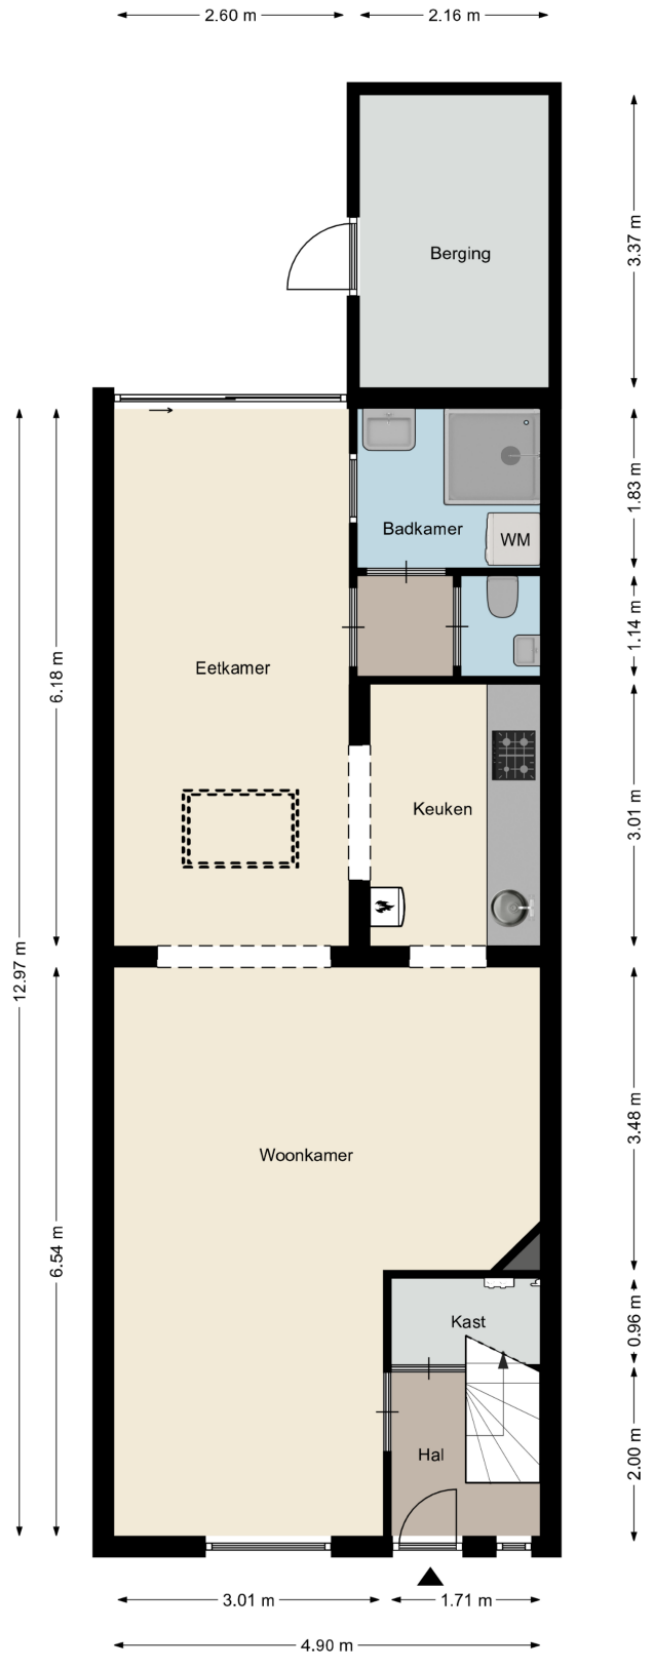 2.60 m
2.16 m
3.37 m
Berging
Badkamer
WM
1.83 m
1.14 m
Eetkamer
6.18 m
Keuken
3.01 m
12.97 m
Woonkamer
3.48 m
6.54 m
Kast
0.96 m
Hal
2.00 m
3.01 m
1.71 m
4.90 m